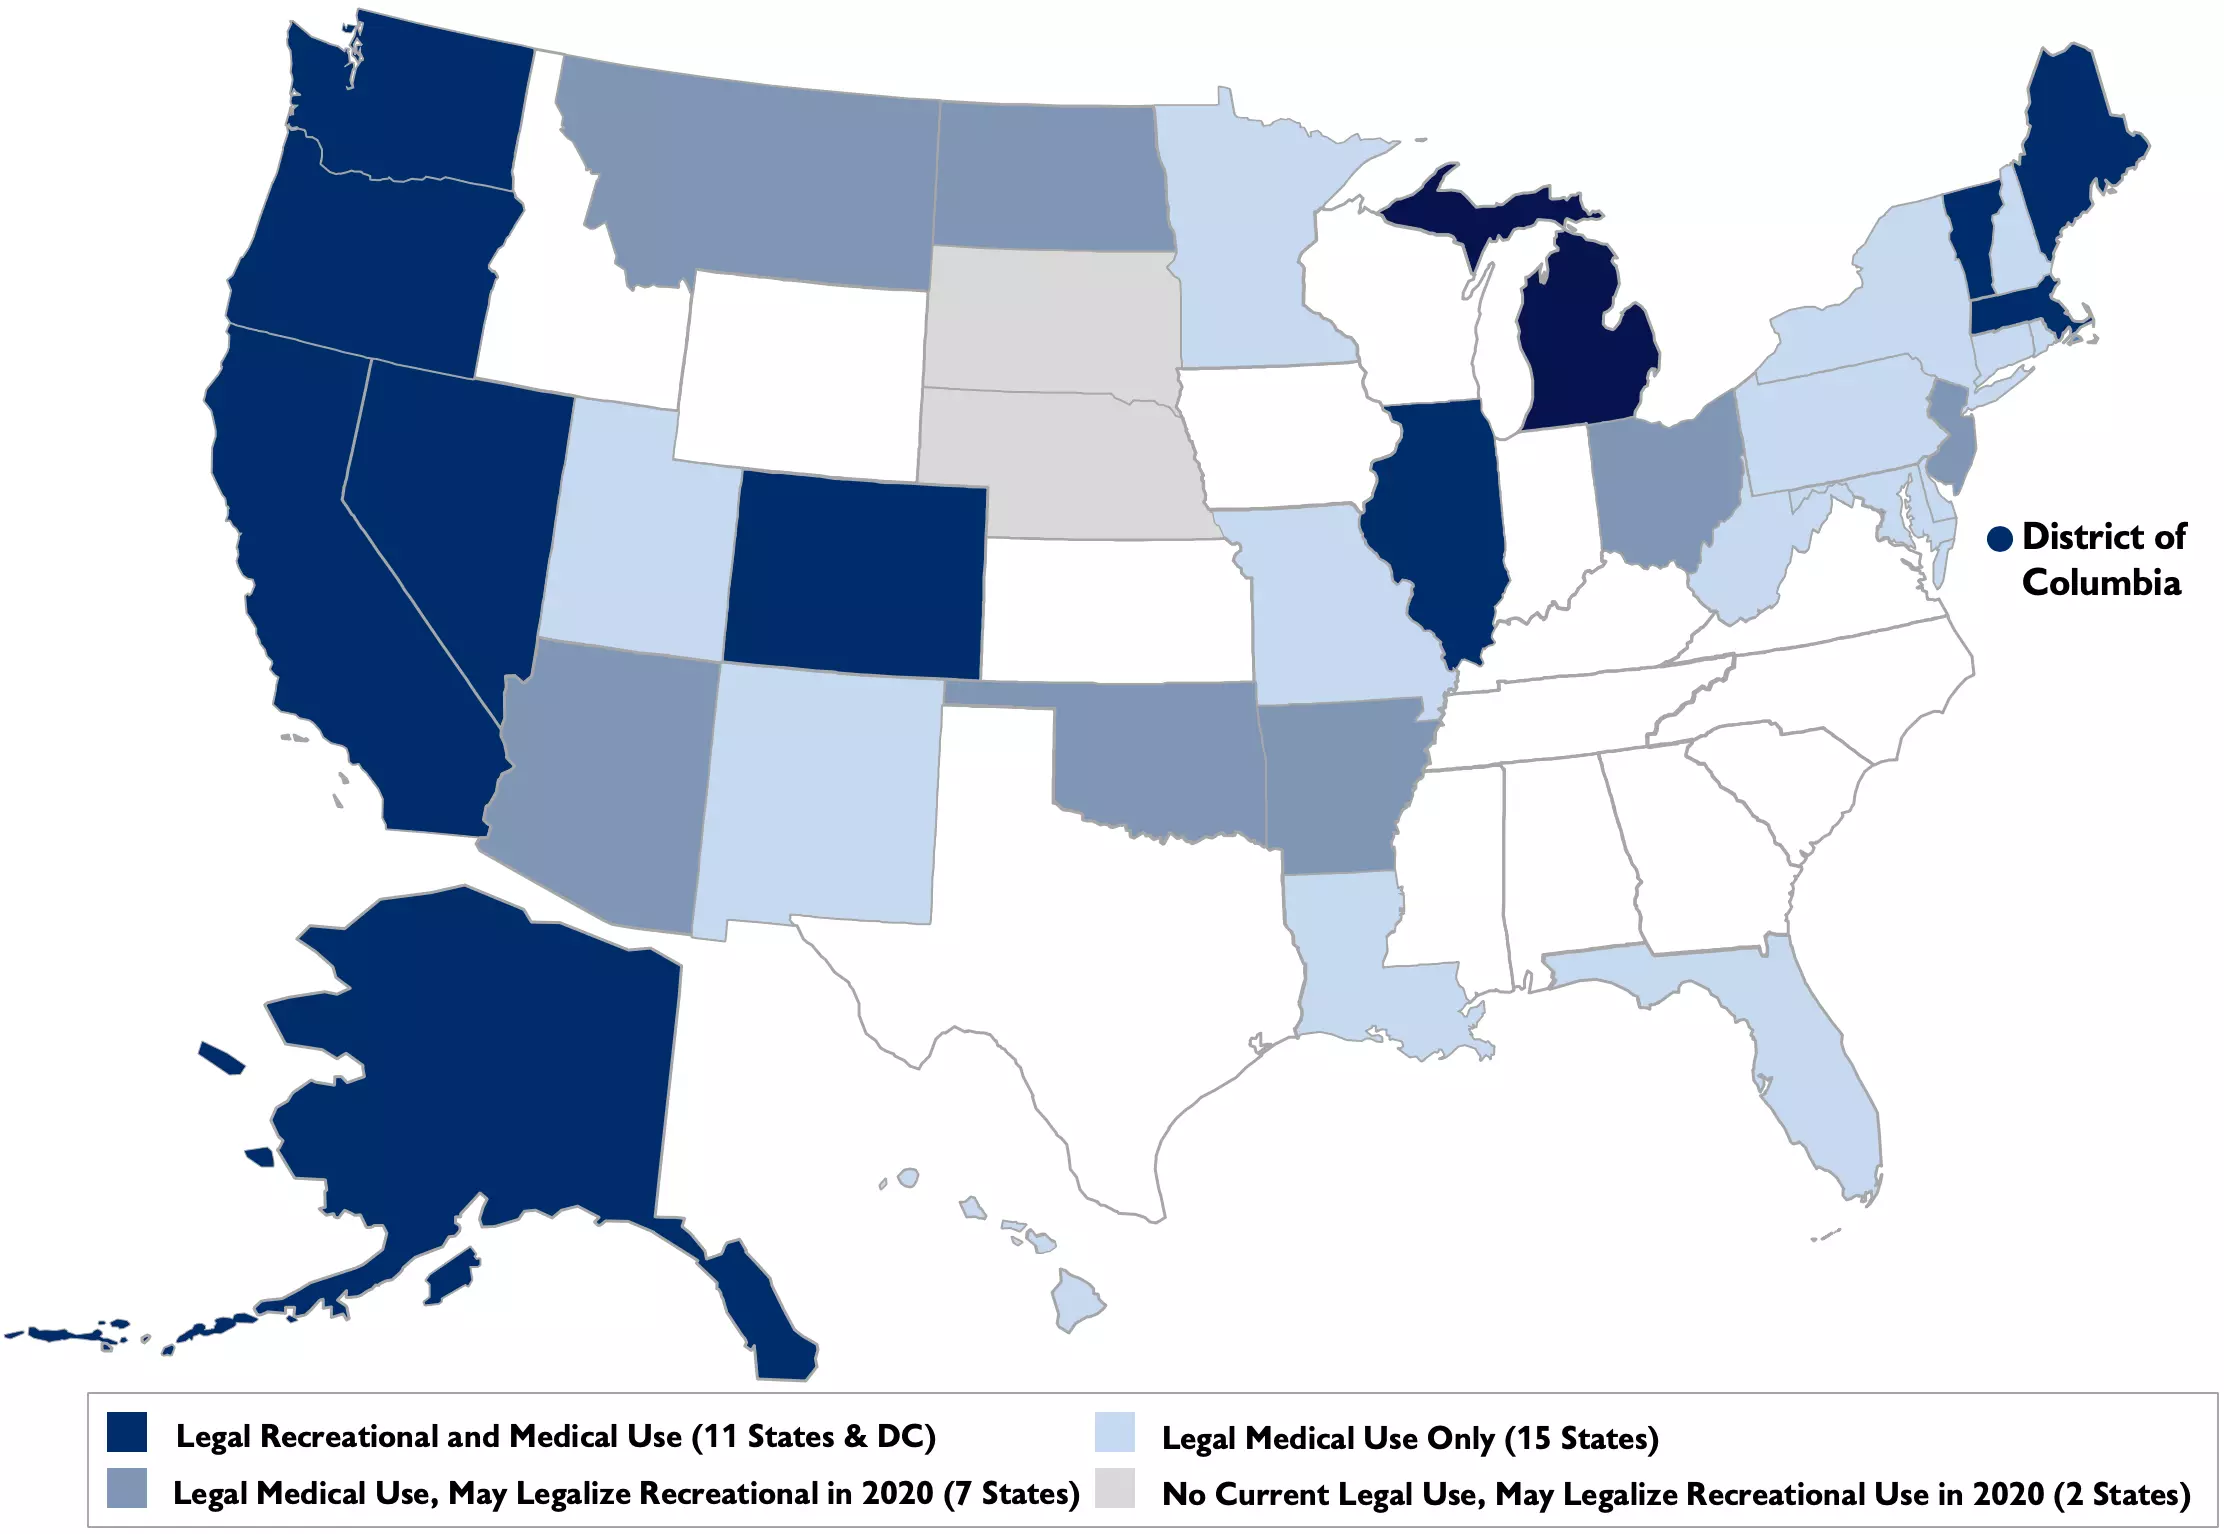 District of
Columbia
Legal Recreational and Medical Use (11 States & DC)
Legal Medical Use Only (15 States)
Legal Medical Use, May Legalize Recreational in 2020 (7 States)
No Current Legal Use, May Legalize Recreational Use in 2020 (2 States)